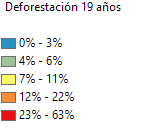 Deforestación 19 años
0% - 3%
4% - 6%
7% - 11%
12% - 22%
23% - 63%